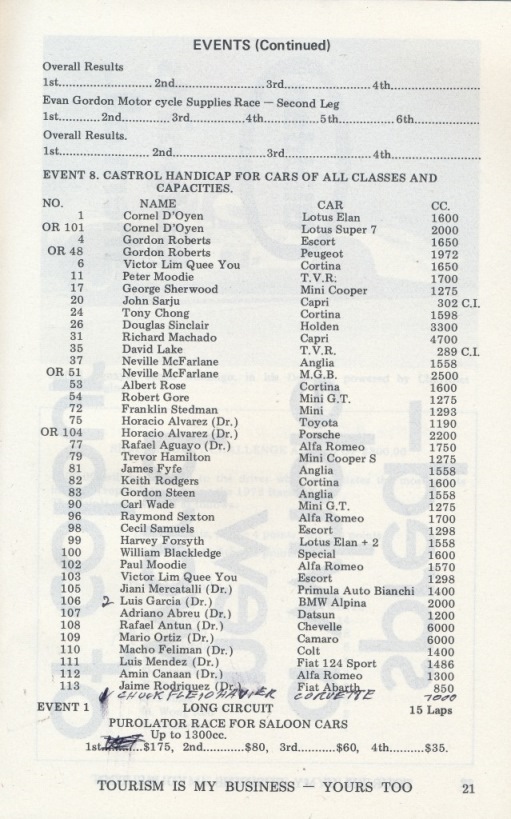 EVENTS (Continued)
Overall Results
1st.................... 2nd.................... 3rd.................... 4th....................
Evan Gordon Motor cycle Supplies Race — Second Leg
1st.......... 2nd.......... 3rd.......... 4th.......... 5th.......... 6th..........
Overall Results.
1st.................... 2nd.................... 3rd.................... 4th....................
EVENT 8. CASTROL HANDICAP FOR CARS OF ALL CLASSES AND
CAPACITIES.
NO. NAME CAR CC.
1 Cornel D'Oyen Lotus Elan 1600
OR 101 Cornel D'Oyen Lotus Super 7 2000
4 Gordon Roberts Escort 1650
OR 48 Gordon Roberts Peugeot 1972
6 Victor Lim Quee You Cortina 1650
11 Peter Moodie T.V.R. 1700
17 George Sherwood Mini Cooper 1275
20 John Sarju Capri 302 C.I.
24 Tony Chong Cortina 1598
26 Douglas Sinclair Holden 3300
31 Richard Machado Capri 4700
35 David Lake T.V.R. 289 C.I.
37 Neville McFarlane Anglia 1558
OR 51 Neville McFarlane M.G.B. 2500
53 Albert Rose Cortina 1600
54 Robert Gore Mini G.T. 1275
72 Franklin Stedman Mini 1293
75 Horacio Alvarez (Dr.) Toyota 1190
OR 104 Horacio Alvarez (Dr.) Porsche 2200
77 Rafael Aguayo (Dr.) Alfa Romeo 1750
79 Trevor Hamilton Mini Cooper S 1275
81 James Fyfe Anglia 1558
82 Keith Rodgers Cortina 1600
83 Gordon Steen Anglia 1558
90 Carl Wade Mini G.T. 1275
96 Raymond Sexton Alfa Romeo 1700
98 Cecil Samuels Escort 1298
99 Harvey Forsyth Lotus Elan + 2 1558
100 William Blackledge Special 1600
102 Paul Moodie Alfa Romeo 1570
103 Victor Lim Quee You Escort 1298
105 Jiani Mercatalli (Dr.) Primula Auto Bianchi 1400
106 2 Luis Garcia (Dr.) BMW Alpina 2000
107 Adriano Abreu (Dr.) Datsun 1200
108 Rafael Antun (Dr.) Chevelle 6000
109 Mario Ortiz (Dr.) Camaro 6000
110 Macho Feliman (Dr.) Colt 1400
111 Luis Mendez (Dr.) Fiat 124 Sport 1486
112 Amin Canaan (Dr.) Alfa Romeo 1300
113 Jaime Rodriquez (Dr.) Fiat Abarth 850
CHUCK CORVETTE 7000
EVENT 1 LONG CIRCUIT 15 Laps
PUROLATOR RACE FOR SALOON CARS
Up to 1300cc.
1st..........$175, 2nd..........$80, 3rd..........$60, 4th..........$35.
TOURISM IS MY BUSINESS — YOURS TOO 21